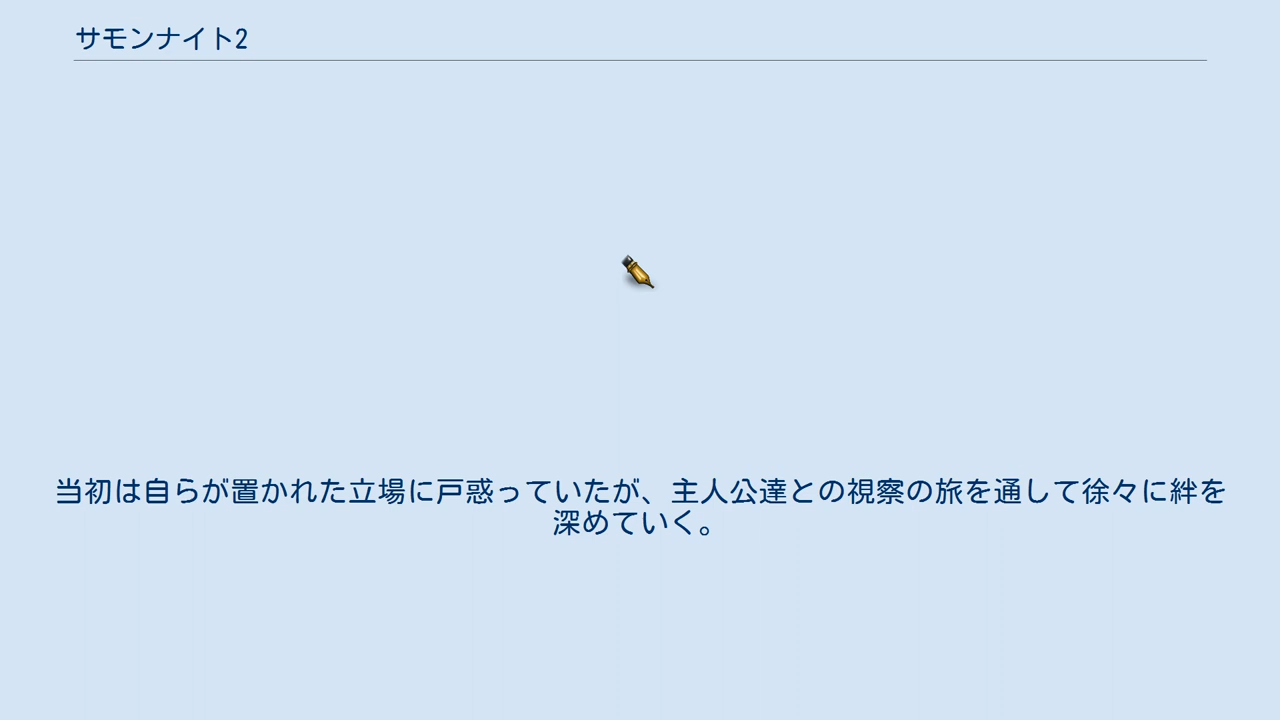 サモンナイト2
当初は自らが置かれた立場に戸惑っていたが、主人公達との視察の旅を通して徐々に絆を
深めていく。